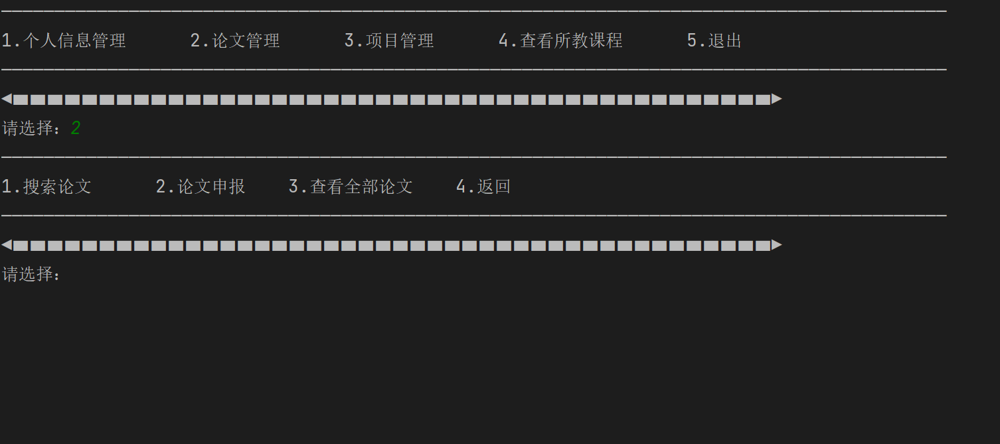 1.个人信息管理      2.论文管理      3.项目管理      4.查看所教课程      5.退出
请选择：2
1.搜索论文      2.论文申报    3.查看全部论文    4.返回
请选择：